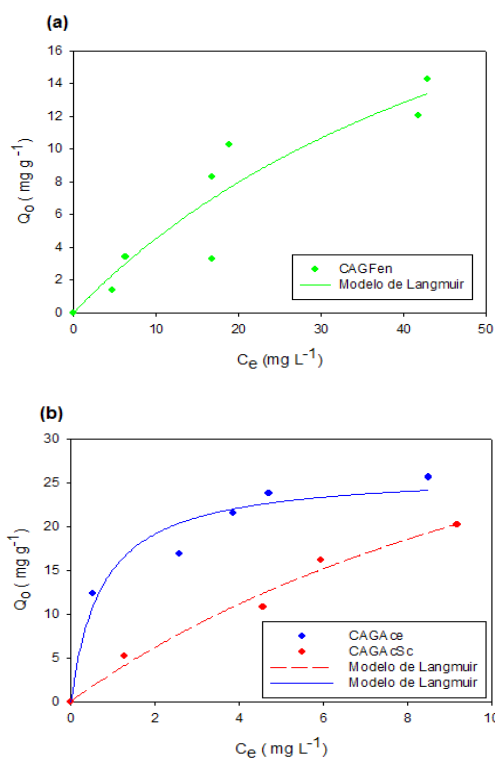 (a)
16
14
12
10
8
6
4
2
0
Q₀ ( mg g⁻¹)
CAGFen
Modelo de Langmuir
0 10 20 30 40 50
Cₑ (mg L⁻¹)
(b)
30
25
20
15
10
5
0
Q₀ ( mg g⁻¹)
CAGAce
CAGAcSc
Modelo de Langmuir
Modelo de Langmuir
0 2 4 6 8 10
Cₑ (mg L⁻¹)